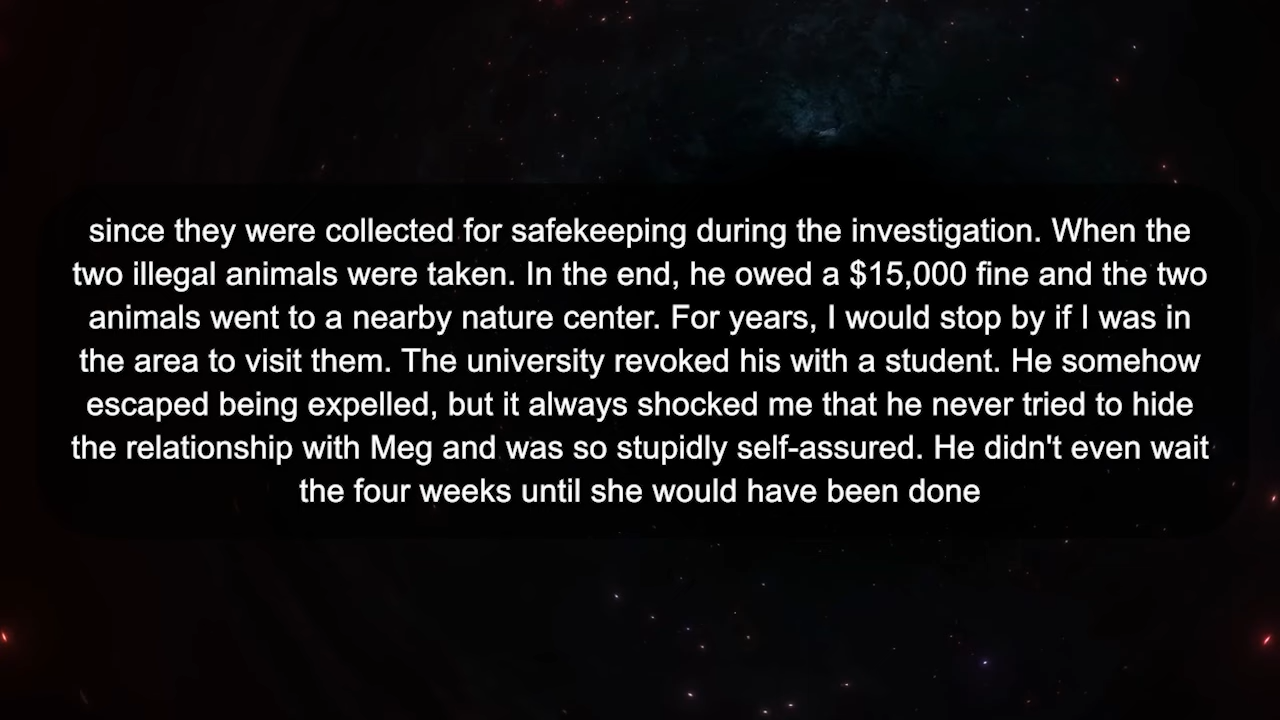 since they were collected for safekeeping during the investigation. When the
two illegal animals were taken. In the end, he owed a $15,000 fine and the two
animals went to a nearby nature center. For years, I would stop by if I was in
the area to visit them. The university revoked his with a student. He somehow
escaped being expelled, but it always shocked me that he never tried to hide
the relationship with Meg and was so stupidly self-assured. He didn't even wait
the four weeks until she would have been done